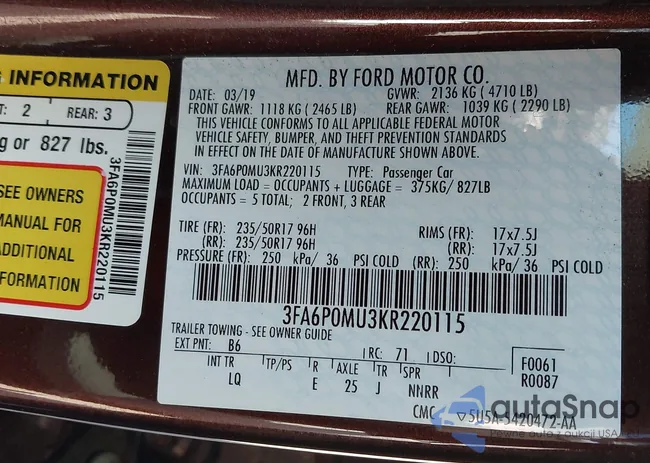 G INFORMATION
T: 2 REAR: 3
g or 827 lbs.
SEE OWNERS
MANUAL FOR
ADDITIONAL
INFORMATION
3FA6P0MU3KR220115
MFD. BY FORD MOTOR CO.
DATE: 03/19 GVWR: 2136 KG ( 4710 LB)
FRONT GAWR: 1118 KG ( 2465 LB) REAR GAWR: 1039 KG ( 2290 LB)
THIS VEHICLE CONFORMS TO ALL APPLICABLE FEDERAL MOTOR
VEHICLE SAFETY, BUMPER, AND THEFT PREVENTION STANDARDS
IN EFFECT ON THE DATE OF MANUFACTURE SHOWN ABOVE.
VIN: 3FA6P0MU3KR220115 TYPE: Passenger Car
MAXIMUM LOAD = OCCUPANTS + LUGGAGE = 375KG/ 827LB
OCCUPANTS = 5 TOTAL; 2 FRONT, 3 REAR
TIRE (FR): 235/50R17 96H RIMS (FR): 17x7.5J
(RR): 235/50R17 96H (RR): 17x7.5J
PRESSURE (FR): 250 kPa/ 36 PSI COLD (RR): 250 kPa/ 36 PSI COLD
3FA6P0MU3KR220115
TRAILER TOWING - SEE OWNER GUIDE
EXT PNT: B6 RC: 71 DSO: F0061
INT TR TP/PS R AXLE TR SPR R0087
LQ E 25 J NNRR
CMC ▽5U5A-5420472-AA
autoSnap